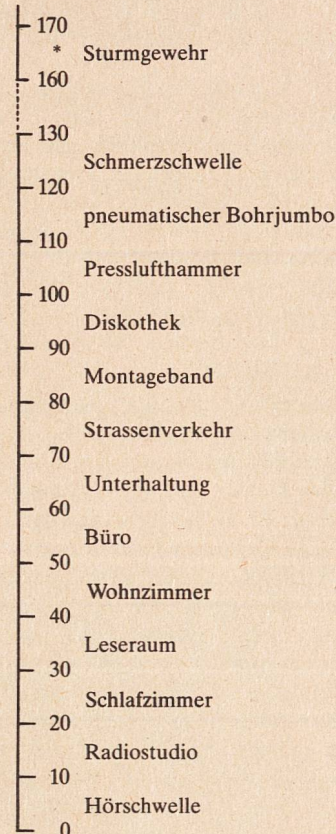 170
* Sturmgewehr
160
130
Schmerzschwelle
120
pneumatischer Bohrjumbo
110
Presslufthammer
100
Diskothek
90
Montageband
80
Strassenverkehr
70
Unterhaltung
60
Büro
50
Wohnzimmer
40
Leseraum
30
Schlafzimmer
20
Radiostudio
10
Hörschwelle
0